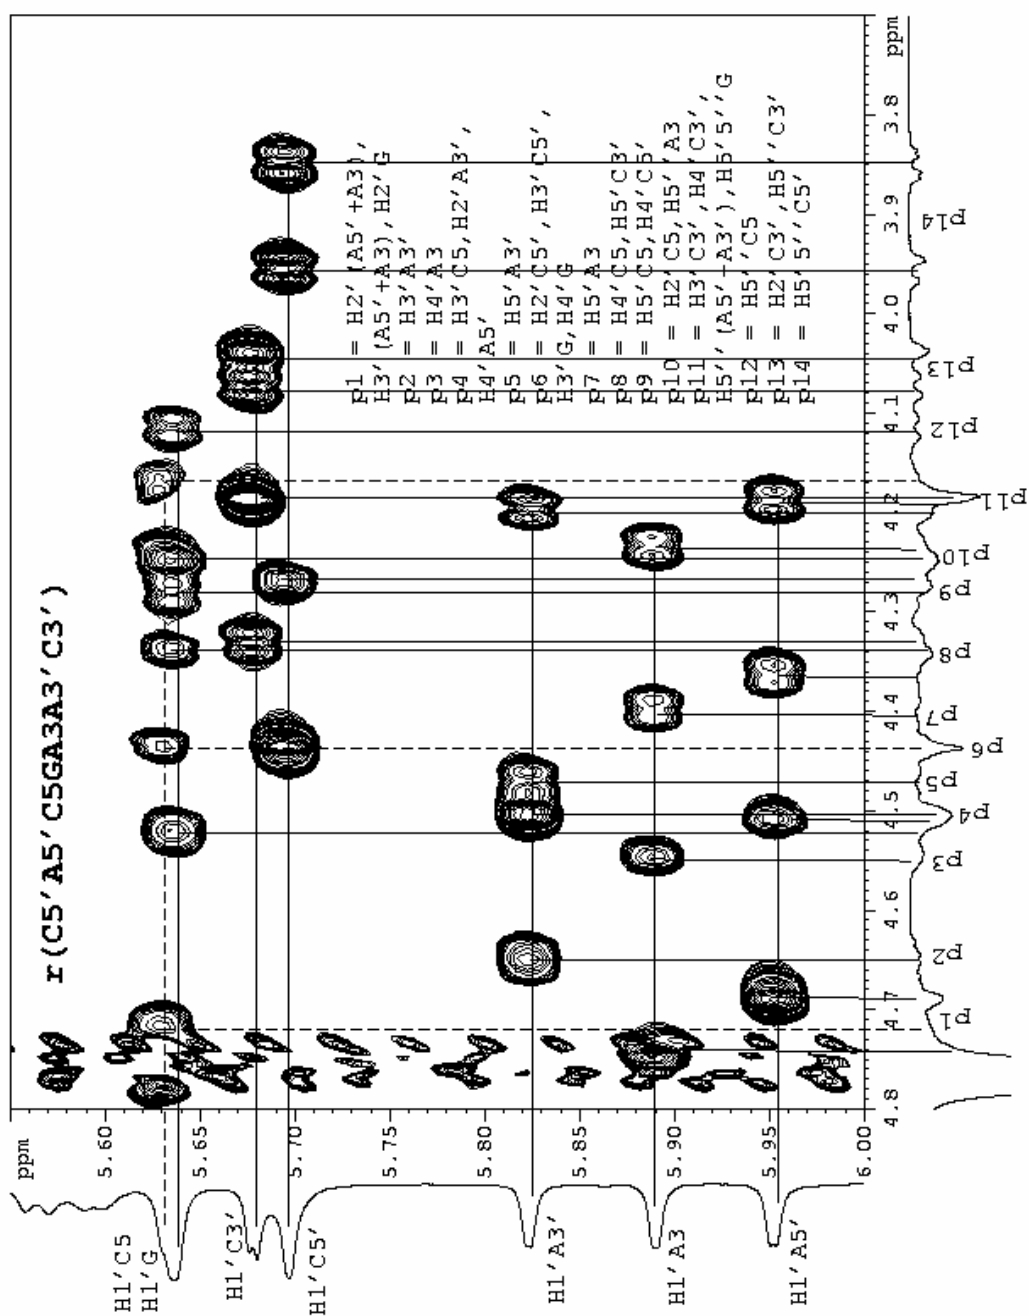 r(C5'A5'C5GA3A3'C3')
ppm
5.60
5.65
5.70
5.75
5.80
5.85
5.90
5.95
6.00
H1'C5
H1'G
H1'C3'
H1'C5'
H1'A3'
H1'A3
H1'A5'
p1 = H2'(A5'+A3),
H3'(A5'+A3),H2'G
p2 = H3'A3'
p3 = H4'A3
p4 = H3'C5,H2'A3',
H4'A5'
p5 = H5'A3'
p6 = H2'C5',H3'C5',
H3'G,H4'G
p7 = H5'A3
p8 = H4'C5,H5'C3'
p9 = H5'C5,H4'C5'
p10 = H2'C5,H5''A3
p11 = H3'C3',H4'C3',
H5''(A5'+A3'),H5'5''G
p12 = H5''C5
p13 = H2'C3',H5''C3'
p14 = H5'5''C5'
4.8
4.7
4.6
4.5
4.4
4.3
4.2
4.1
4.0
3.9
3.8
ppm
p1
p2
p3
p4
p5
p6
p7
p8
p9
p10
p11
p12
p13
p14